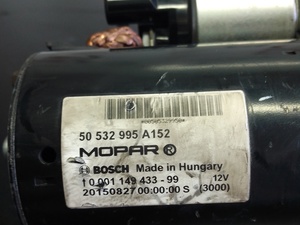 50 532 995 A152
MOPAR ®
BOSCH Made in Hungary
0 001 149 433 - 99 12V
20150827 00:00:00 S (3000)